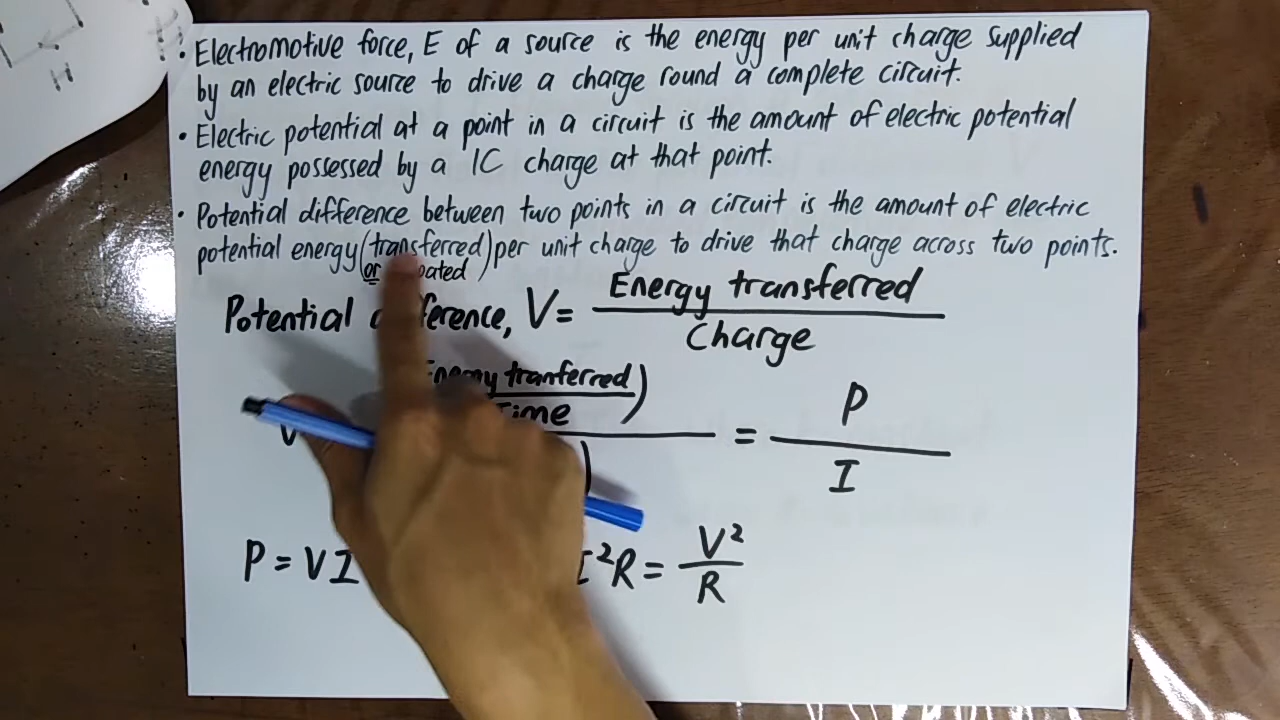 • Electromotive force, E of a source is the energy per unit charge supplied
by an electric source to drive a charge round a complete circuit.
• Electric potential at a point in a circuit is the amount of electric potential
energy possessed by a 1C charge at that point.
• Potential difference between two points in a circuit is the amount of electric
potential energy (transferred) per unit charge to drive that charge across two points.
or
Potential V = Energy transferred
Charge
tranferred)
= P
I
P = VI
²R = V²
R
H